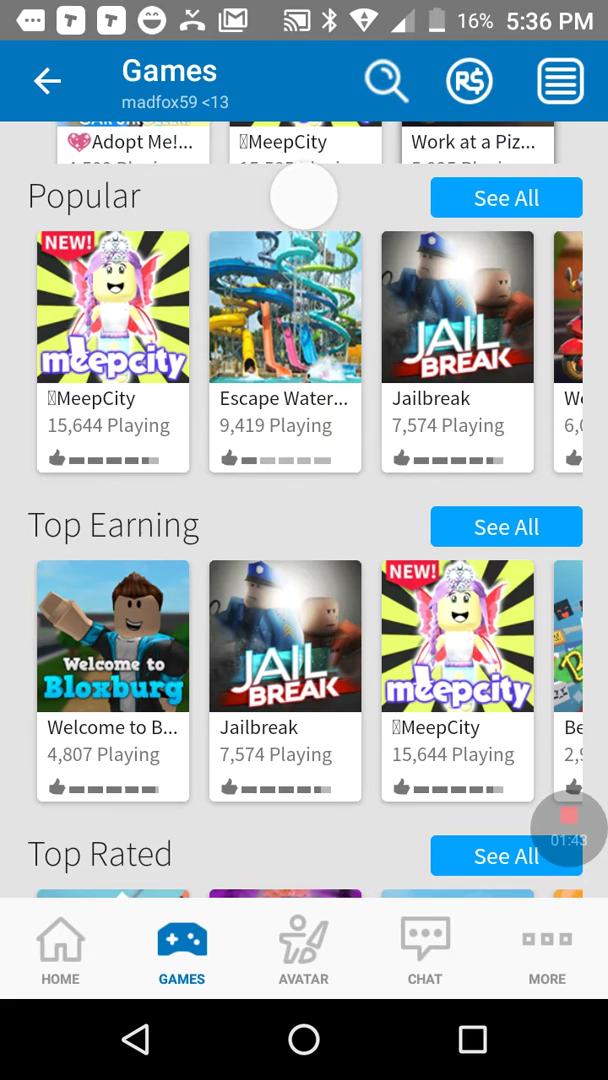 16% 5:36 PM
Games
madfox59 <13
R$
Adopt Me!...
MeepCity
Work at a Piz...
Popular
See All
NEW!
meepcity
JAIL
BREAK
MeepCity
Escape Water...
Jailbreak
15,644 Playing
9,419 Playing
7,574 Playing
Top Earning
See All
Welcome to
Bloxburg
JAIL
BREAK
NEW!
meepcity
Welcome to B...
Jailbreak
MeepCity
Be
4,807 Playing
7,574 Playing
15,644 Playing
01:43
Top Rated
See All
HOME
GAMES
AVATAR
CHAT
MORE